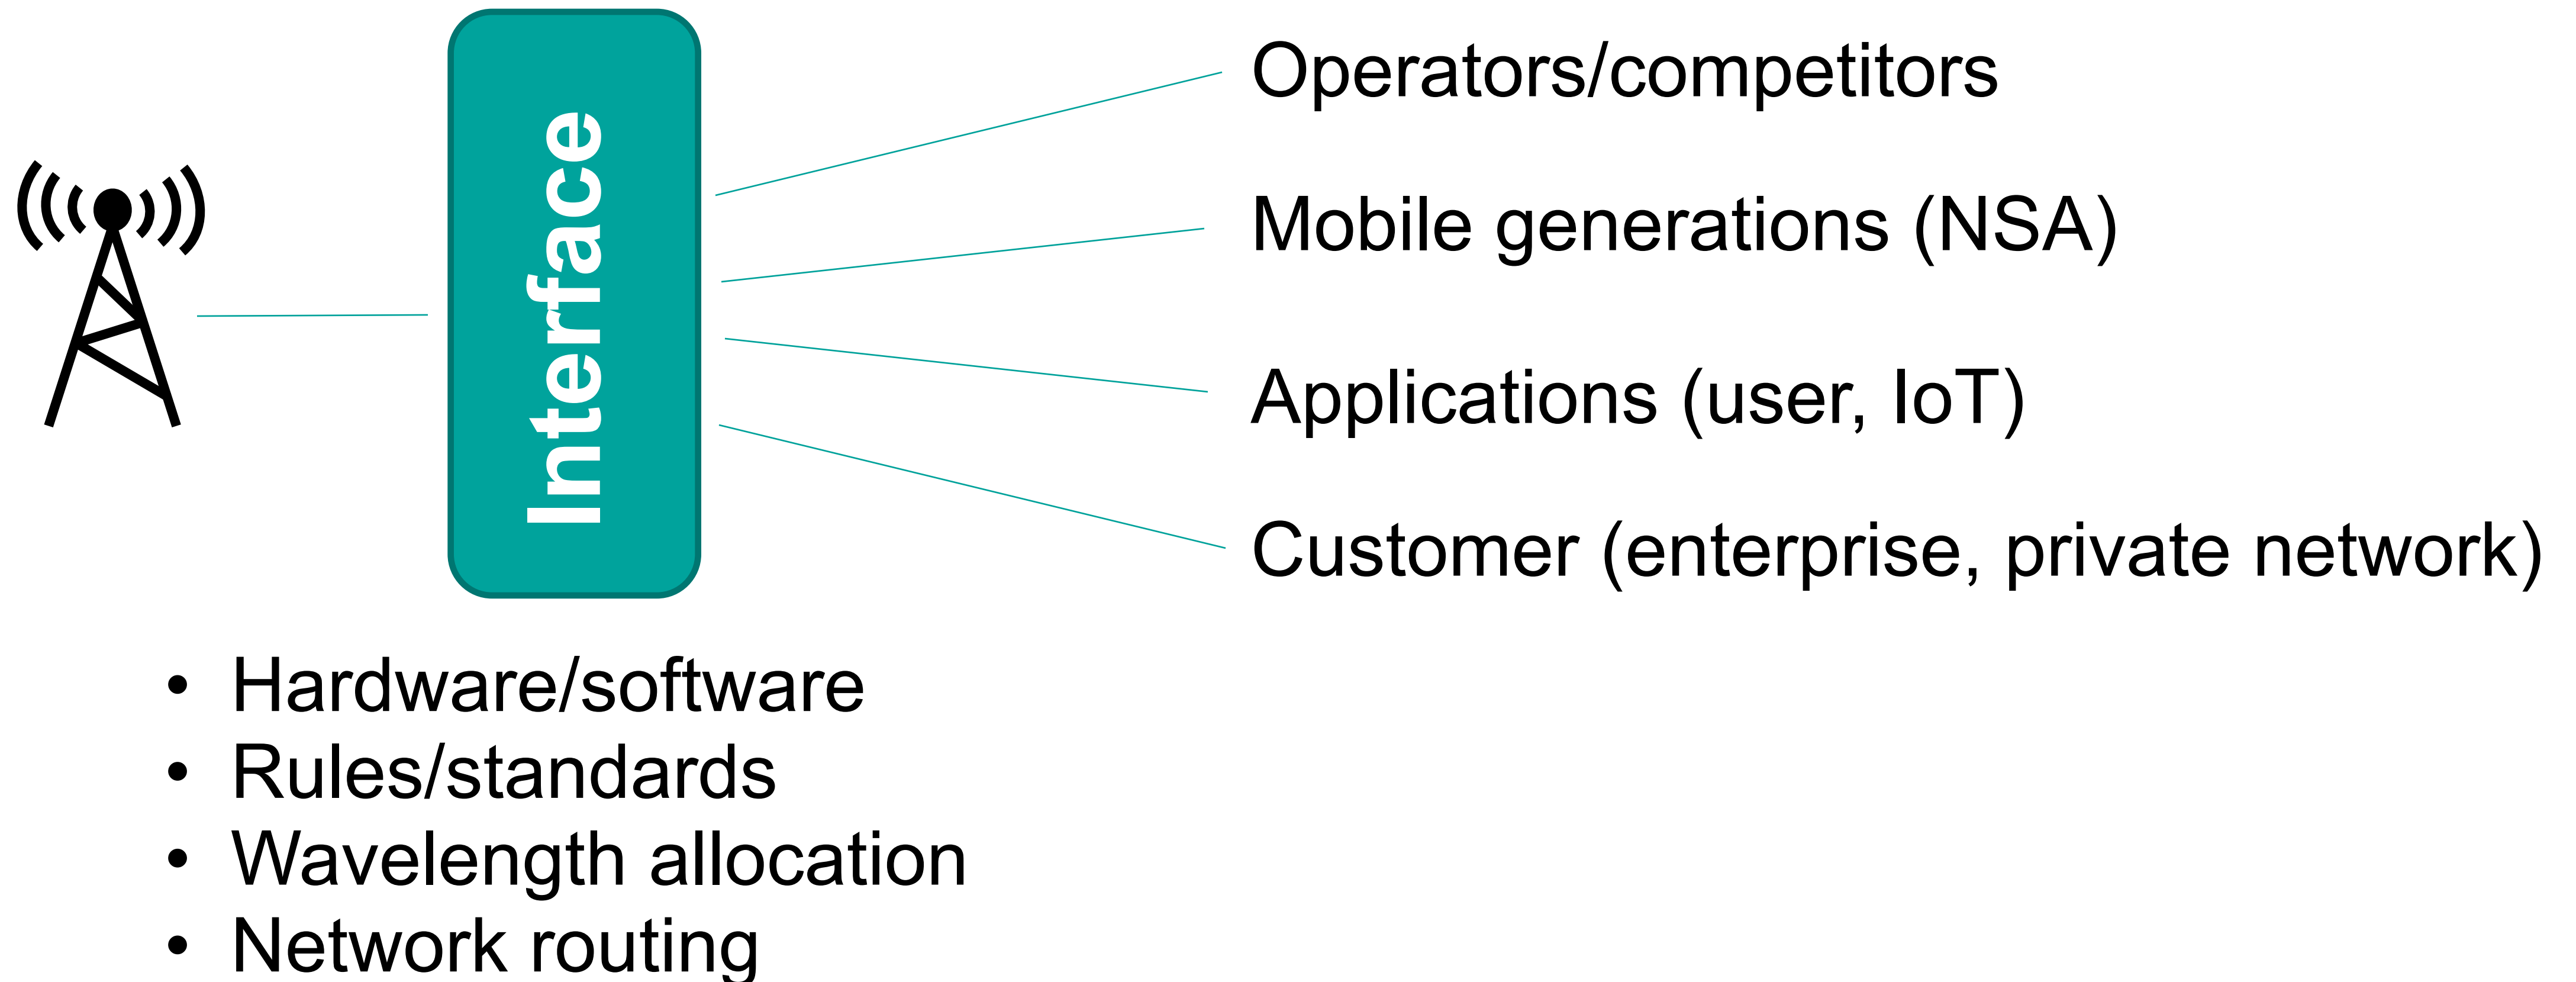 Interface
Operators/competitors
Mobile generations (NSA)
Applications (user, IoT)
Customer (enterprise, private network)
• Hardware/software
• Rules/standards
• Wavelength allocation
• Network routing